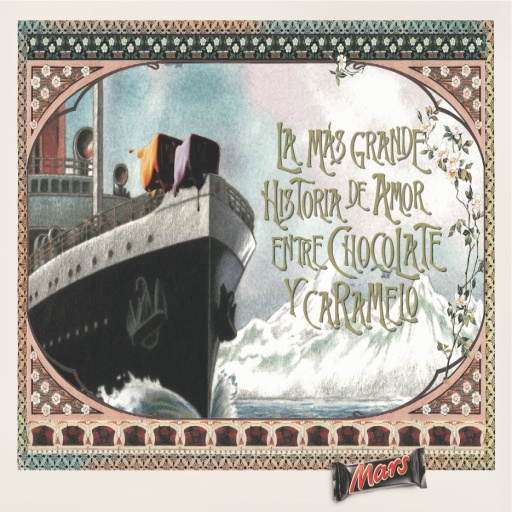 La más grande
Historia de Amor
entre Chocolate
y Caramelo
Mars